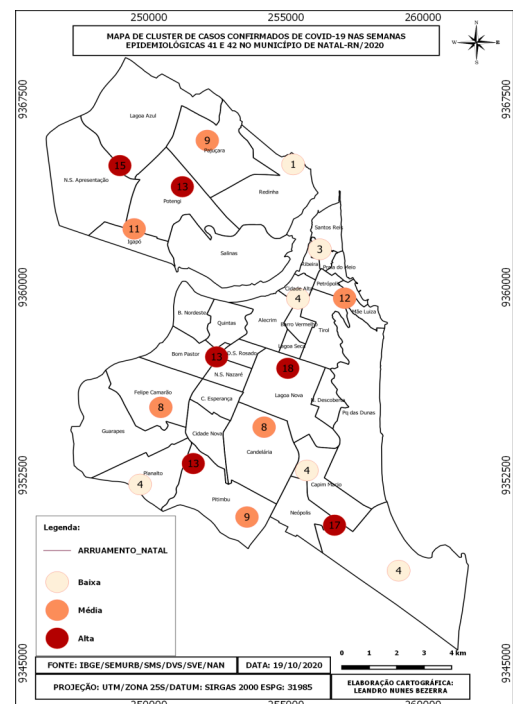 250000 255000 260000
MAPA DE CLUSTER DE CASOS CONFIRMADOS DE COVID-19 NAS SEMANAS
EPIDEMIOLÓGICAS 41 E 42 NO MUNICÍPIO DE NATAL-RN/2020
9367500
9367500
Lagoa Azul
9
Pajuçara
1
15
N.S. Apresentação
13
Potengi
Redinha
11
Igapó
Salinas
Santos Reis
3
Ribeira
Praia do Meio
Petrópolis
9360000
9360000
Cidade Alta
4
12
Mãe Luiza
B. Nordeste
Quintas
Alecrim
Barro Vermelho
Tirol
Lagoa Seca
Bom Pastor
13
D.S. Rosado
N.S. Nazaré
18
Felipe Camarão
8
C. Esperança
Lagoa Nova
N. Descoberta
Pq das Dunas
Guarapes
Cidade Nova
8
Candelária
9352500
9352500
Planalto
4
13
4
Capim Macio
Pitimbu
9
Neópolis
17
4
Legenda:
ARRUAMENTO_NATAL
Baixa
Média
Alta
0 1 2 3 4 km
9345000
9345000
FONTE: IBGE/SEMURB/SMS/DVS/SVE/NAN
DATA: 19/10/2020
PROJEÇÃO: UTM/ZONA 25S/DATUM: SIRGAS 2000 ESPG: 31985
ELABORAÇÃO CARTOGRÁFICA:
LEANDRO NUNES BEZERRA
250000 255000 260000